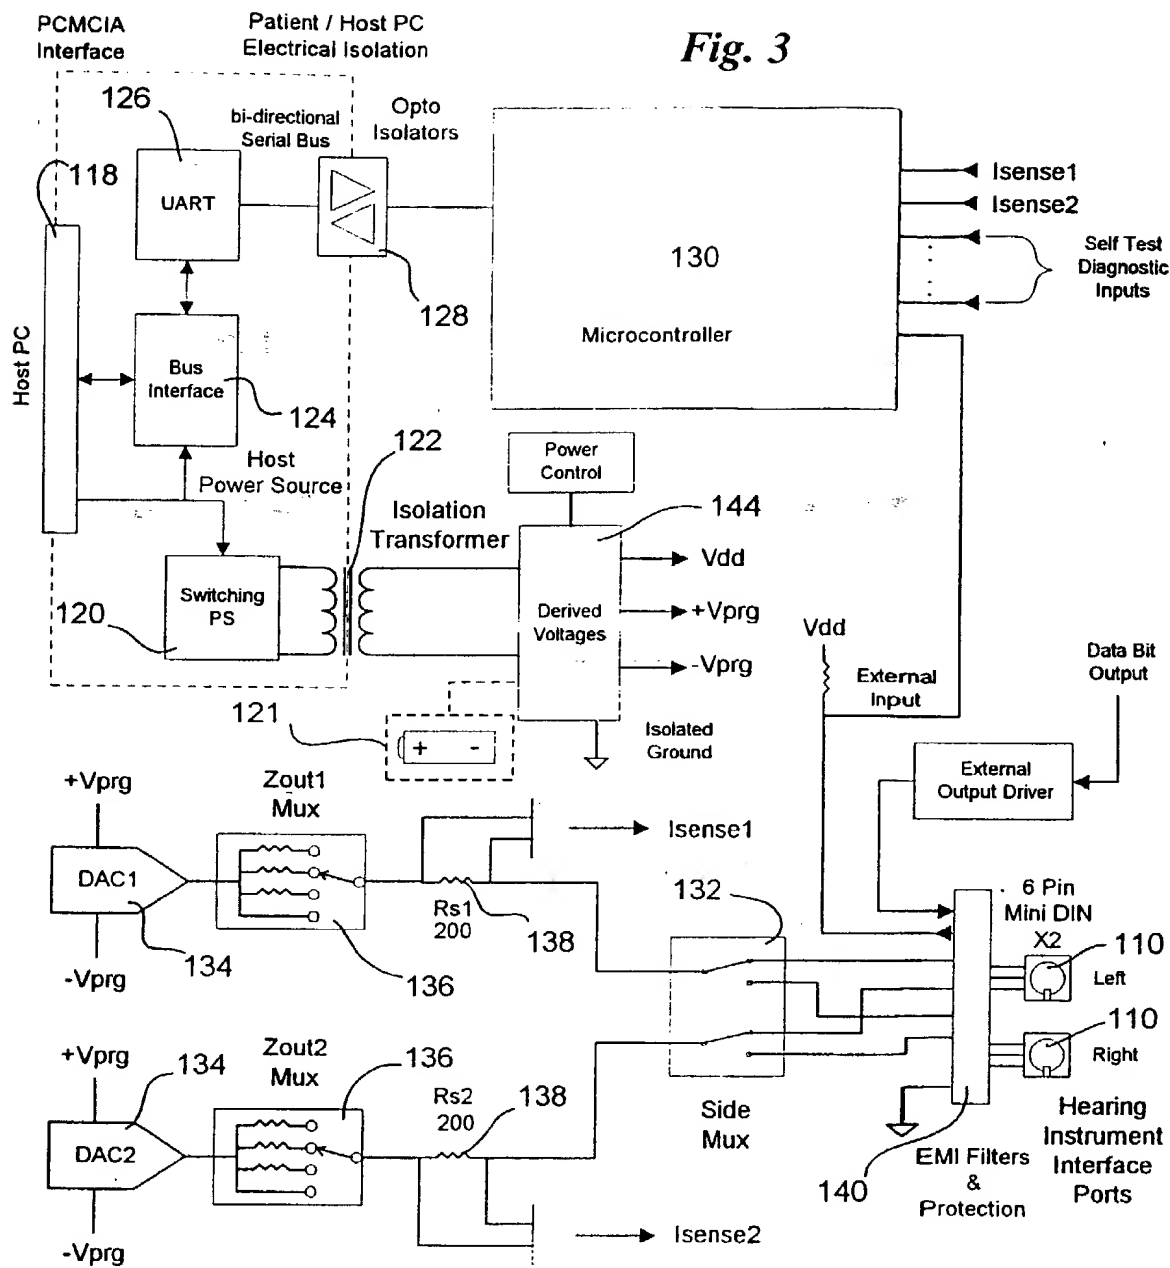 PCMCIA
Interface
Patient / Host PC
Electrical Isolation
Fig. 3
126
bi-directional
Serial Bus
Opto
Isolators
118
UART
128
130
Microcontroller
Isense1
Isense2
Self Test
Diagnostic
Inputs
Host PC
Bus
Interface
124
122
Host
Power Source
Power
Control
Isolation
Transformer
144
Vdd
+Vprg
-Vprg
Derived
Voltages
Switching
PS
120
121
+ -
Isolated
Ground
Vdd
External
Input
Data Bit
Output
External
Output Driver
+Vprg
Zout1
Mux
Isense1
DAC1
134
-Vprg
136
Rs1
200
138
132
6 Pin
Mini DIN
X2
110
Left
110
Right
+Vprg
134
Zout2
Mux
136
Rs2
200
138
Side
Mux
DAC2
-Vprg
Isense2
140
EMI Filters
&
Protection
Hearing
Instrument
Interface
Ports